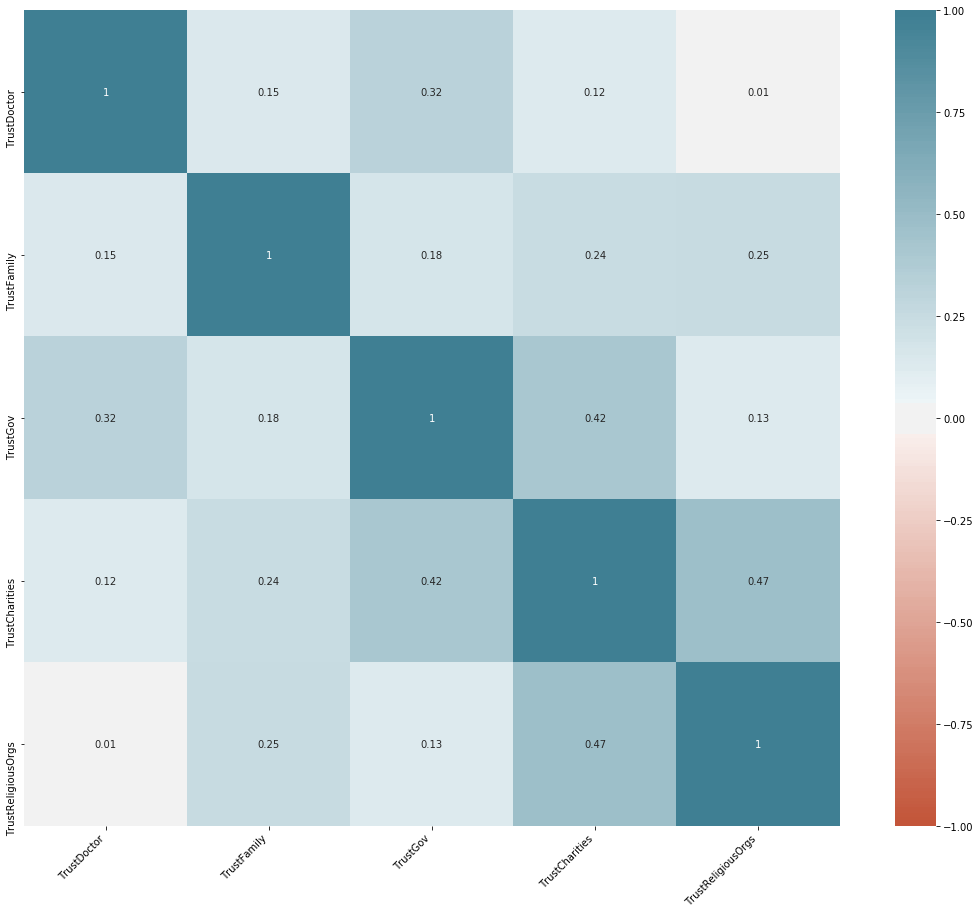 TrustDoctor 1 0.15 0.32 0.12 0.01
TrustFamily 0.15 1 0.18 0.24 0.25
TrustGov 0.32 0.18 1 0.42 0.13
TrustCharities 0.12 0.24 0.42 1 0.47
TrustReligiousOrgs 0.01 0.25 0.13 0.47 1
TrustDoctor TrustFamily TrustGov TrustCharities TrustReligiousOrgs
1.00
0.75
0.50
0.25
0.00
−0.25
−0.50
−0.75
−1.00